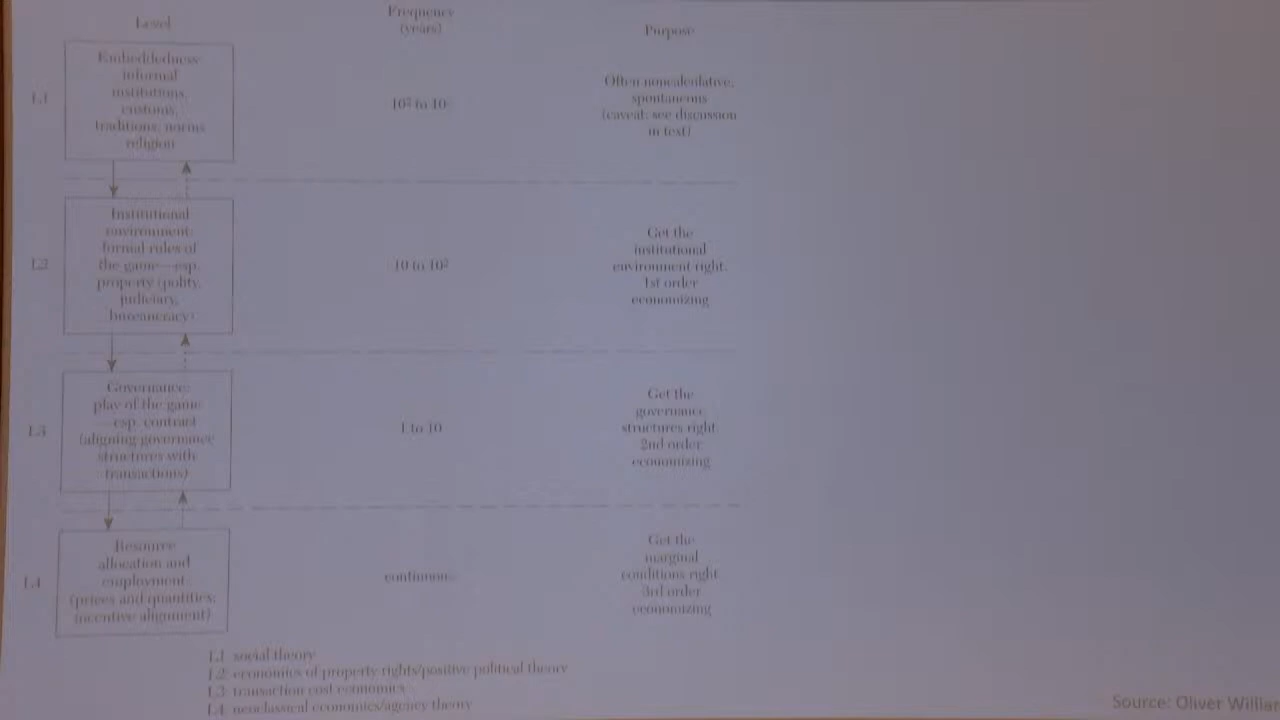 Level
Frequency
(years)
Purpose
L1
Embeddedness:
informal
institutions,
customs,
traditions, norms
religion
10² to 10
Often noncalculative,
spontaneous
(caveat: see discussion
in text)
L2
Institutional
environment:
formal rules of
the game—esp.
property (polity,
judiciary,
bureaucracy)
10 to 10²
Get the
institutional
environment right.
1st order
economizing
L3
Governance:
play of the game
—esp. contract
(aligning governance
structures with
transactions)
1 to 10
Get the
governance
structures right
2nd order
economizing
L4
Resource
allocation and
employment
(prices and quantities;
incentive alignment)
continuous
Get the
marginal
conditions right
3rd order
economizing
L1: social theory
L2: economics of property rights/positive political theory
L3: transaction cost economics
L4: neoclassical economics/agency theory
Source: Oliver Willia